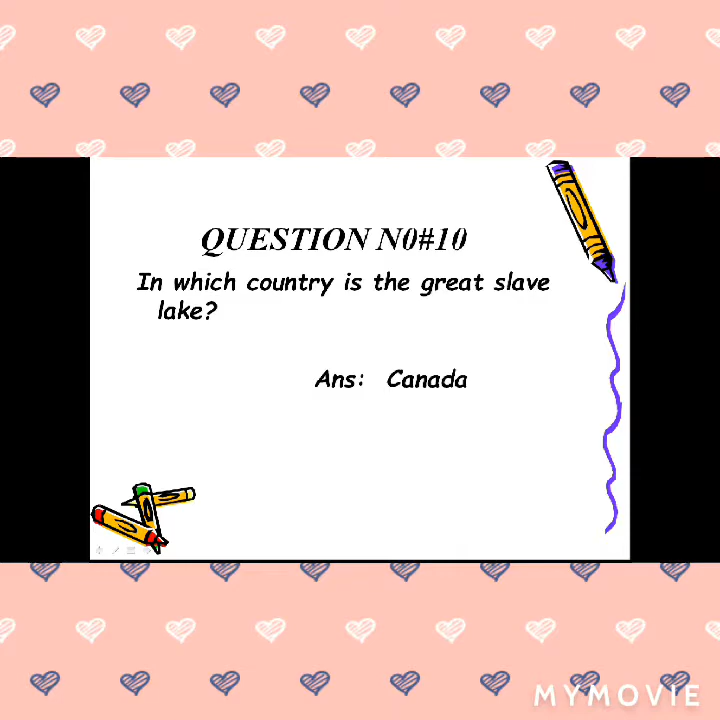 QUESTION N0#10
In which country is the great slave
lake?
Ans: Canada
MYMOVIE